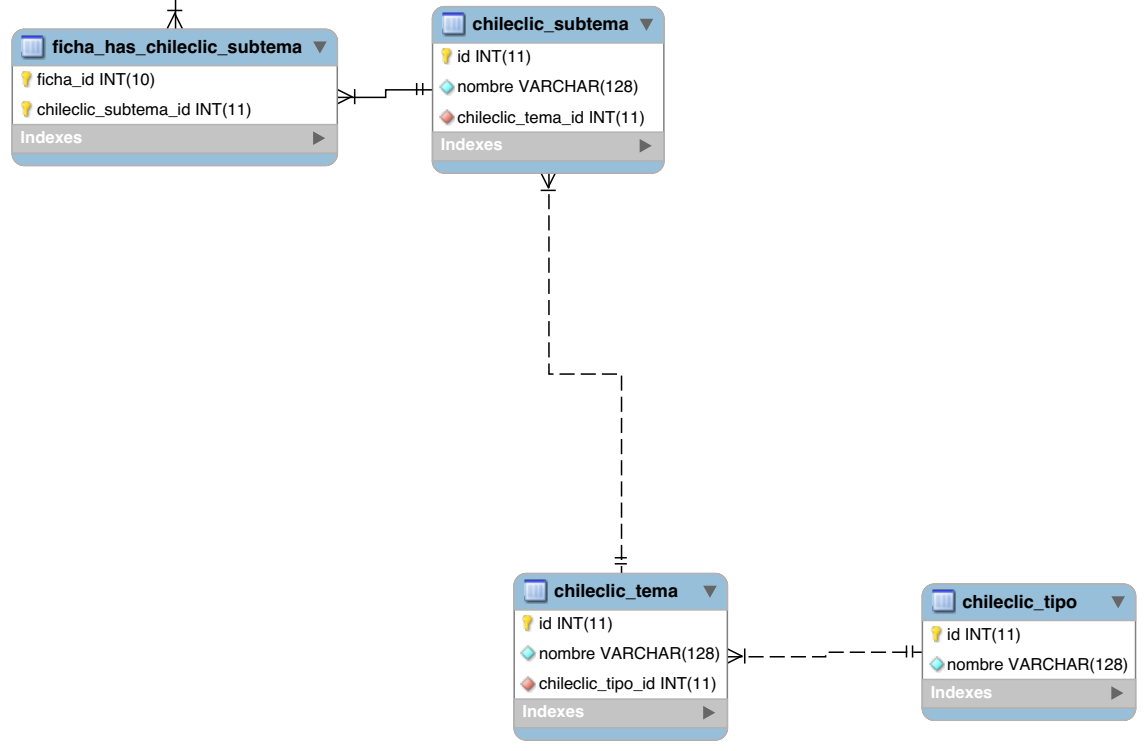 ficha_has_chileclic_subtema
ficha_id INT(10)
chileclic_subtema_id INT(11)
Indexes
chileclic_subtema
id INT(11)
nombre VARCHAR(128)
chileclic_tema_id INT(11)
Indexes
chileclic_tema
id INT(11)
nombre VARCHAR(128)
chileclic_tipo_id INT(11)
Indexes
chileclic_tipo
id INT(11)
nombre VARCHAR(128)
Indexes